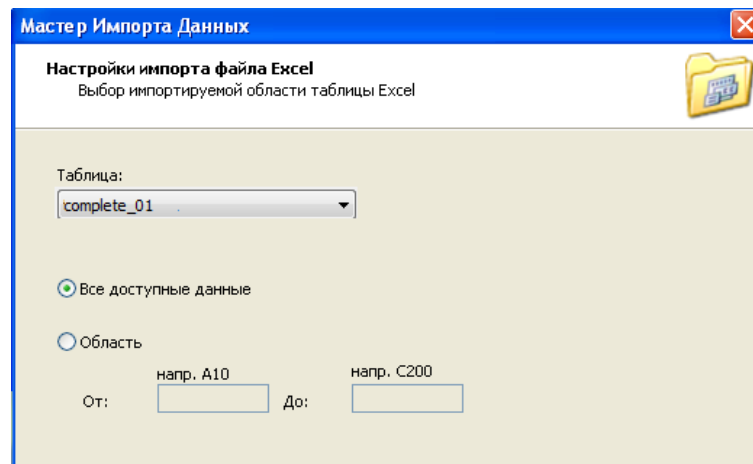 Мастер Импорта Данных
Настройки импорта файла Excel
Выбор импортируемой области таблицы Excel
Таблица:
complete_01
Все доступные данные
Область
напр. A10 напр. C200
От: До: